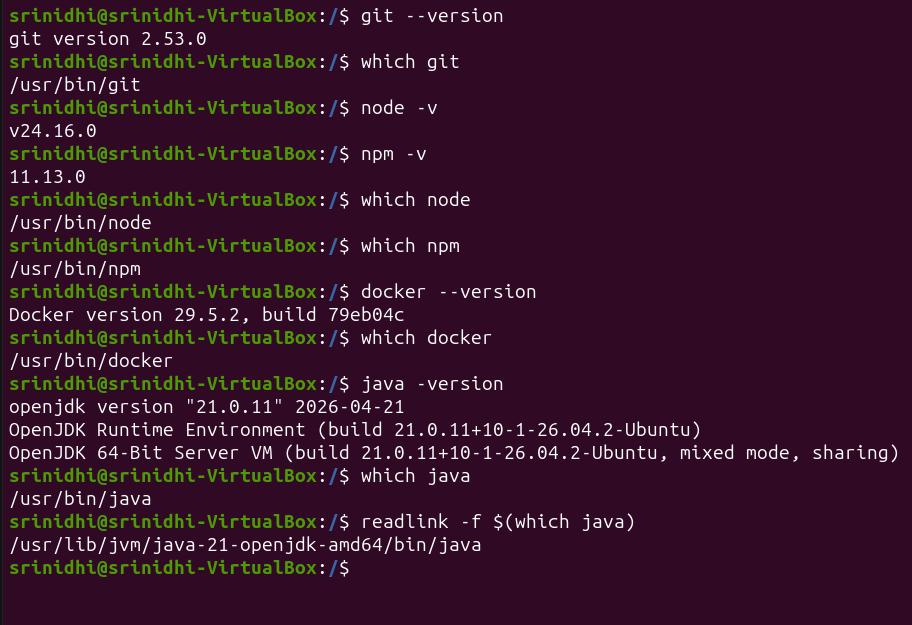 srinidhi@srinidhi-VirtualBox:/$ git --version
git version 2.53.0
srinidhi@srinidhi-VirtualBox:/$ which git
/usr/bin/git
srinidhi@srinidhi-VirtualBox:/$ node -v
v24.16.0
srinidhi@srinidhi-VirtualBox:/$ npm -v
11.13.0
srinidhi@srinidhi-VirtualBox:/$ which node
/usr/bin/node
srinidhi@srinidhi-VirtualBox:/$ which npm
/usr/bin/npm
srinidhi@srinidhi-VirtualBox:/$ docker --version
Docker version 29.5.2, build 79eb04c
srinidhi@srinidhi-VirtualBox:/$ which docker
/usr/bin/docker
srinidhi@srinidhi-VirtualBox:/$ java -version
openjdk version "21.0.11" 2026-04-21
OpenJDK Runtime Environment (build 21.0.11+10-1-26.04.2-Ubuntu)
OpenJDK 64-Bit Server VM (build 21.0.11+10-1-26.04.2-Ubuntu, mixed mode, sharing)
srinidhi@srinidhi-VirtualBox:/$ which java
/usr/bin/java
srinidhi@srinidhi-VirtualBox:/$ readlink -f $(which java)
/usr/lib/jvm/java-21-openjdk-amd64/bin/java
srinidhi@srinidhi-VirtualBox:/$